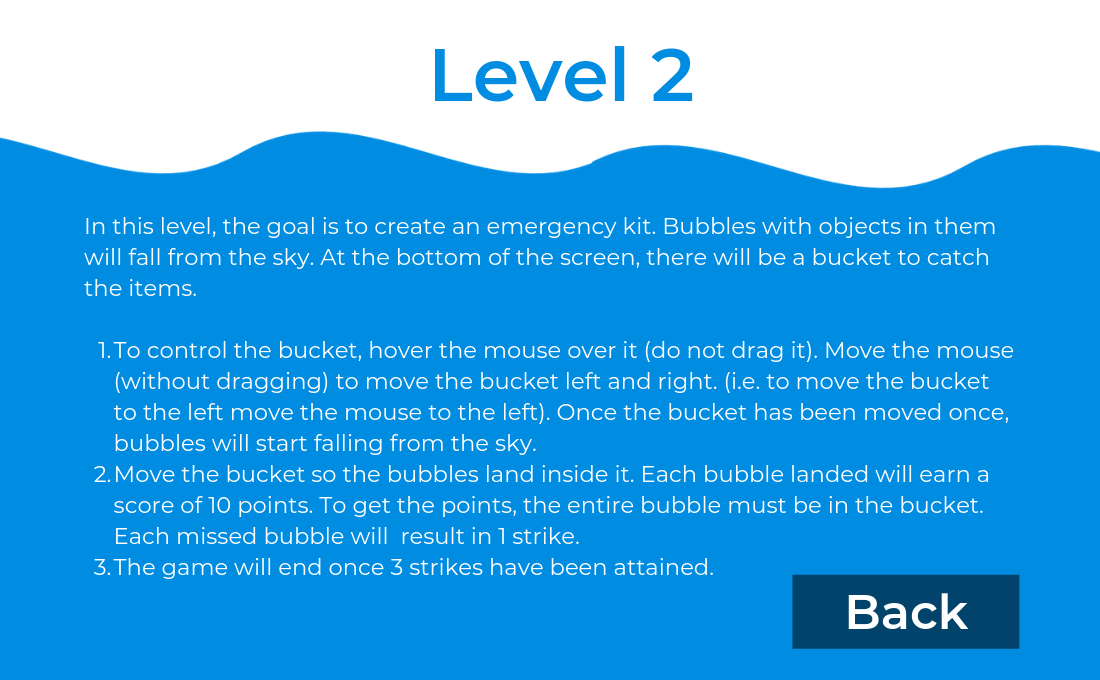 Level 2
In this level, the goal is to create an emergency kit. Bubbles with objects in them
will fall from the sky. At the bottom of the screen, there will be a bucket to catch
the items.
1. To control the bucket, hover the mouse over it (do not drag it). Move the mouse
(without dragging) to move the bucket left and right. (i.e. to move the bucket
to the left move the mouse to the left). Once the bucket has been moved once,
bubbles will start falling from the sky.
2. Move the bucket so the bubbles land inside it. Each bubble landed will earn a
score of 10 points. To get the points, the entire bubble must be in the bucket.
Each missed bubble will  result in 1 strike.
3. The game will end once 3 strikes have been attained.
Back